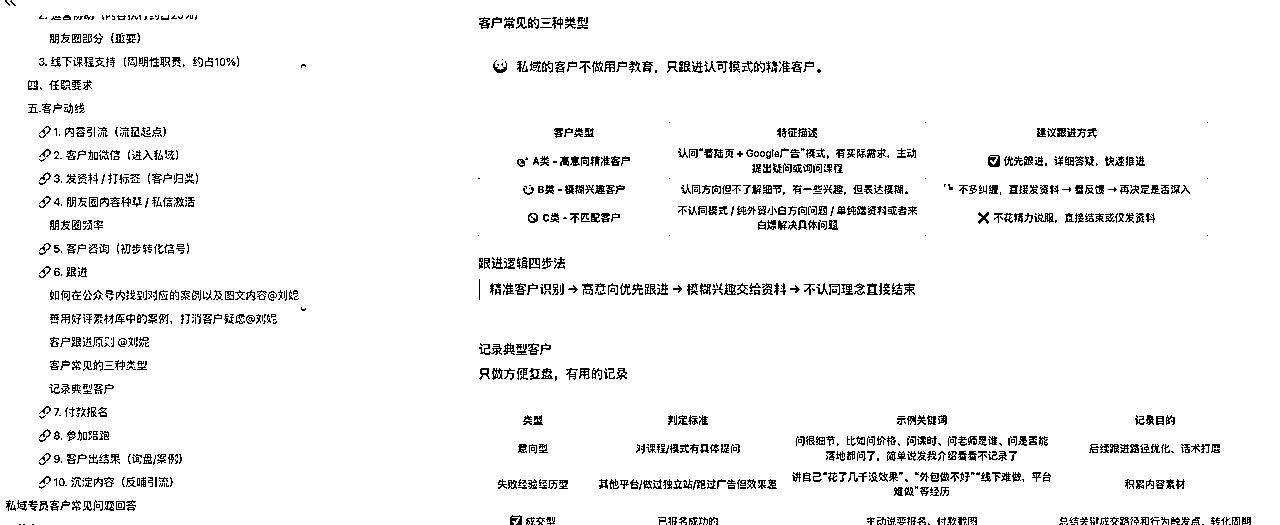 2. 运营协助（内容执行约占20%）
朋友圈部分（重要）
3. 线下课程支持（周期性职责，约占10%）
四、任职要求
五.客户动线
1. 内容引流（流量起点）
2. 客户加微信（进入私域）
3. 发资料 / 打标签（客户归类）
4. 朋友圈内容种草 / 私信激活
朋友圈频率
5. 客户咨询（初步转化信号）
6. 跟进
如何在公众号内找到对应的案例以及图文内容@刘妮
善用好评素材库中的案例，打消客户疑虑@刘妮
客户跟进原则 @刘妮
客户常见的三种类型
记录典型客户
7. 付款报名
8. 参加陪跑
9. 客户出结果（询盘/案例）
10. 沉淀内容（反哺引流）
私域专员客户常见问题回答
客户常见的三种类型
私域的客户不做用户教育，只跟进认可模式的精准客户。
客户类型 特征描述 建议跟进方式
A类 - 高意向精准客户 认同“着陆页 + Google广告”模式，有实际需求，主动提出疑问或询问课程 优先跟进，详细答疑，快速推进
B类 - 模糊兴趣客户 认同方向但不了解细节，有一些兴趣，但表达模糊。 不多纠缠，直接发资料 → 看反馈 → 再决定是否深入
C类 - 不匹配客户 不认同模式 / 纯外贸小白方向问题 / 单纯蹭资料或者来白嫖解决具体问题 不花精力说服，直接结束或仅发资料
跟进逻辑四步法
精准客户识别 → 高意向优先跟进 → 模糊兴趣交给资料 → 不认同理念直接结束
记录典型客户
只做方便复盘，有用的记录
类型 判定标准 示例关键词 记录目的
意向型 对课程/模式有具体提问 问很细节，比如问价格、问课时、问老师是谁、问是否能落地都问了，简单说发我介绍看看不记录了 后续跟进路径优化、话术打磨
失败经验经历型 其他平台/做过独立站/跑过广告但效果差 讲自己“花了几千没效果”、“外包做不好”“线下难做，平台难做”等经历 积累内容素材
成交型 已报名成功的 主动说要报名、付款截图 总结关键成交路径和行为触发点，转化周期